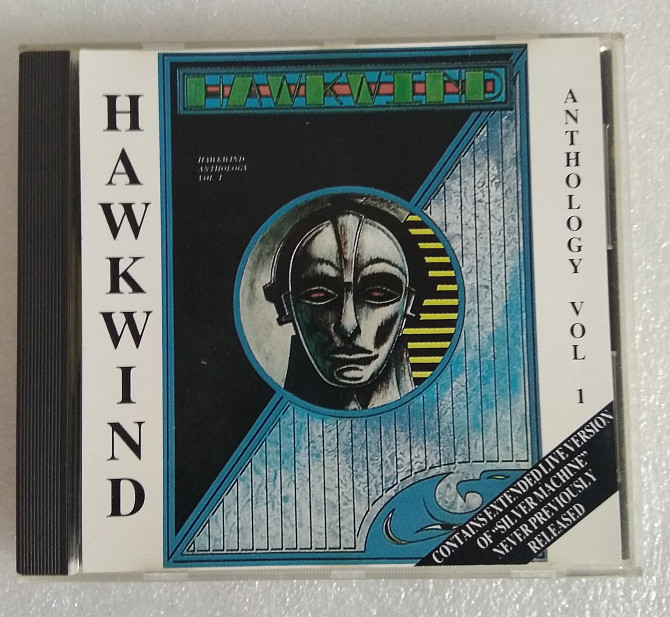 HAWKWIND
HAWKWIND
HAWKWIND
ANTHOLOGY
VOL 1
ANTHOLOGY VOL 1
CONTAINS EXTENDED LIVE VERSION
OF "SILVER MACHINE"
NEVER PREVIOUSLY
RELEASED